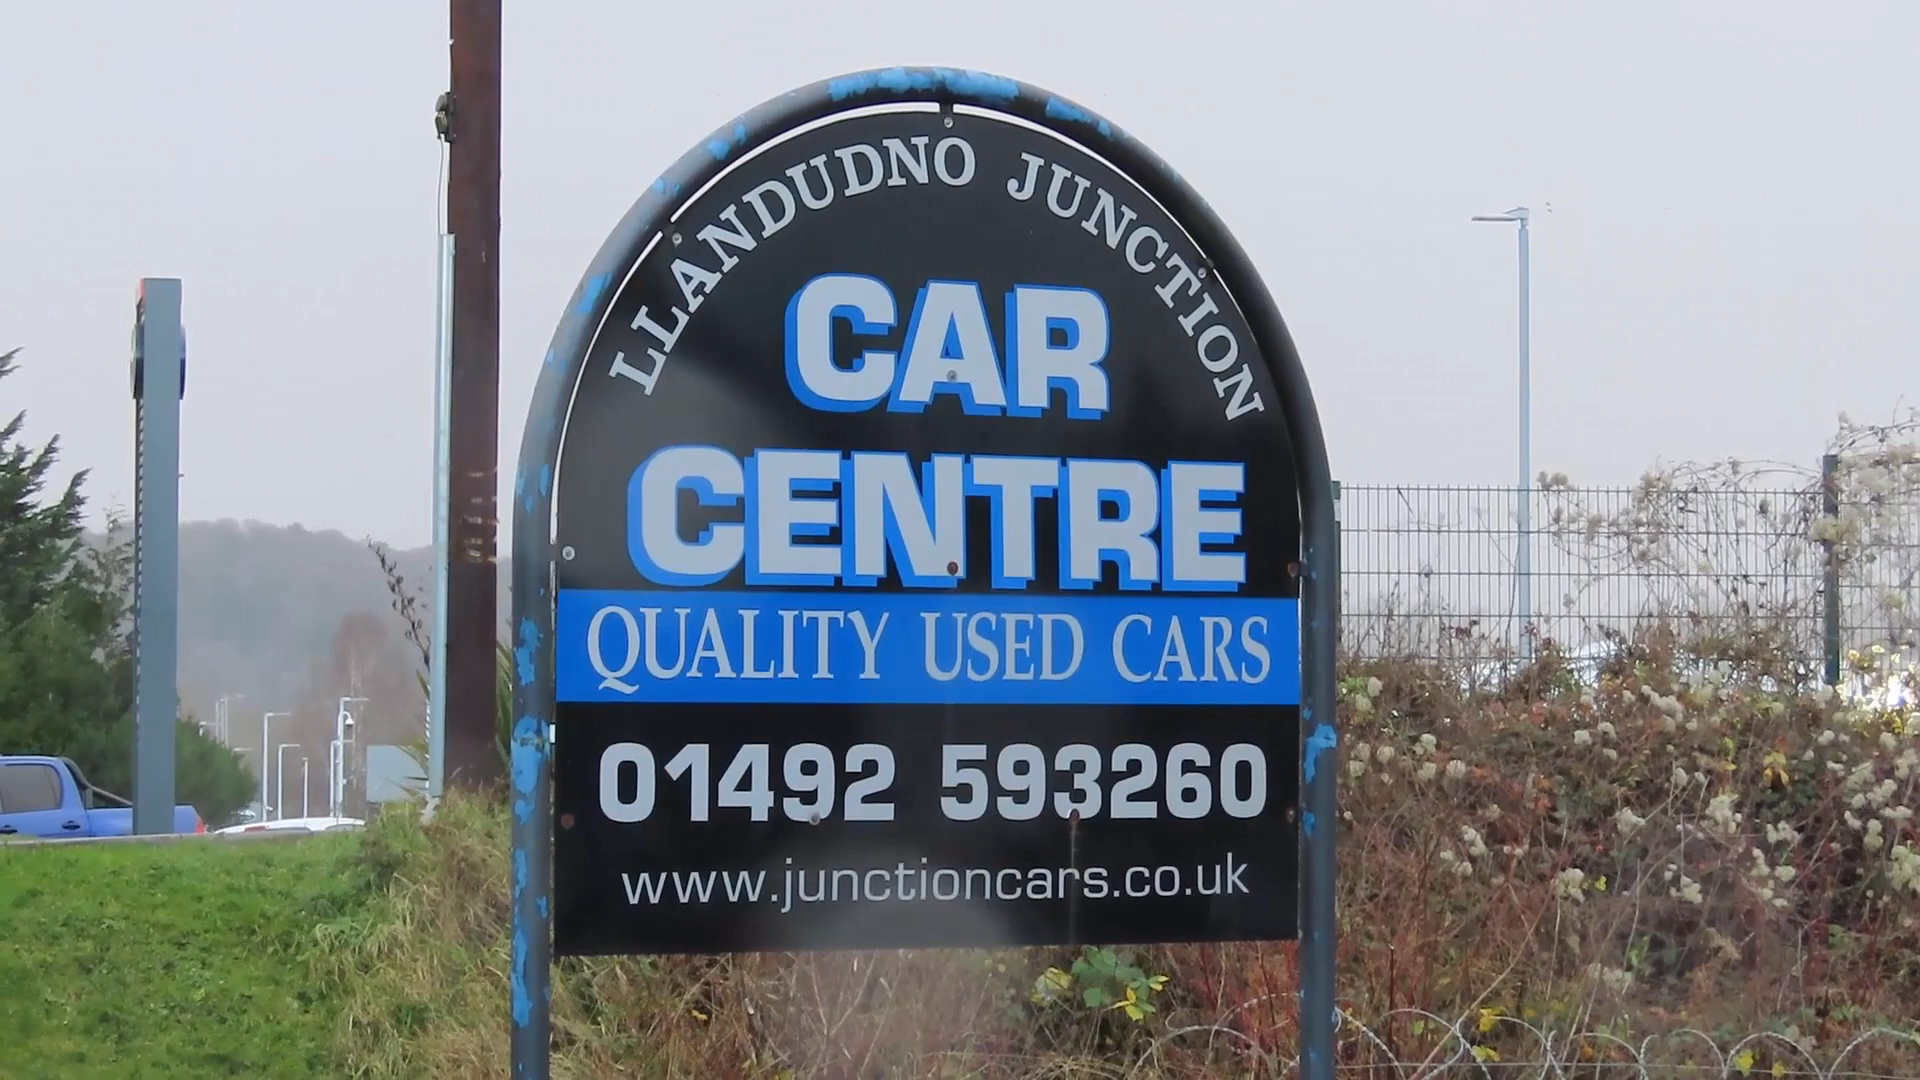 LLANDUDNO JUNCTION
CAR
CENTRE
QUALITY USED CARS
01492 593260
www.junctioncars.co.uk